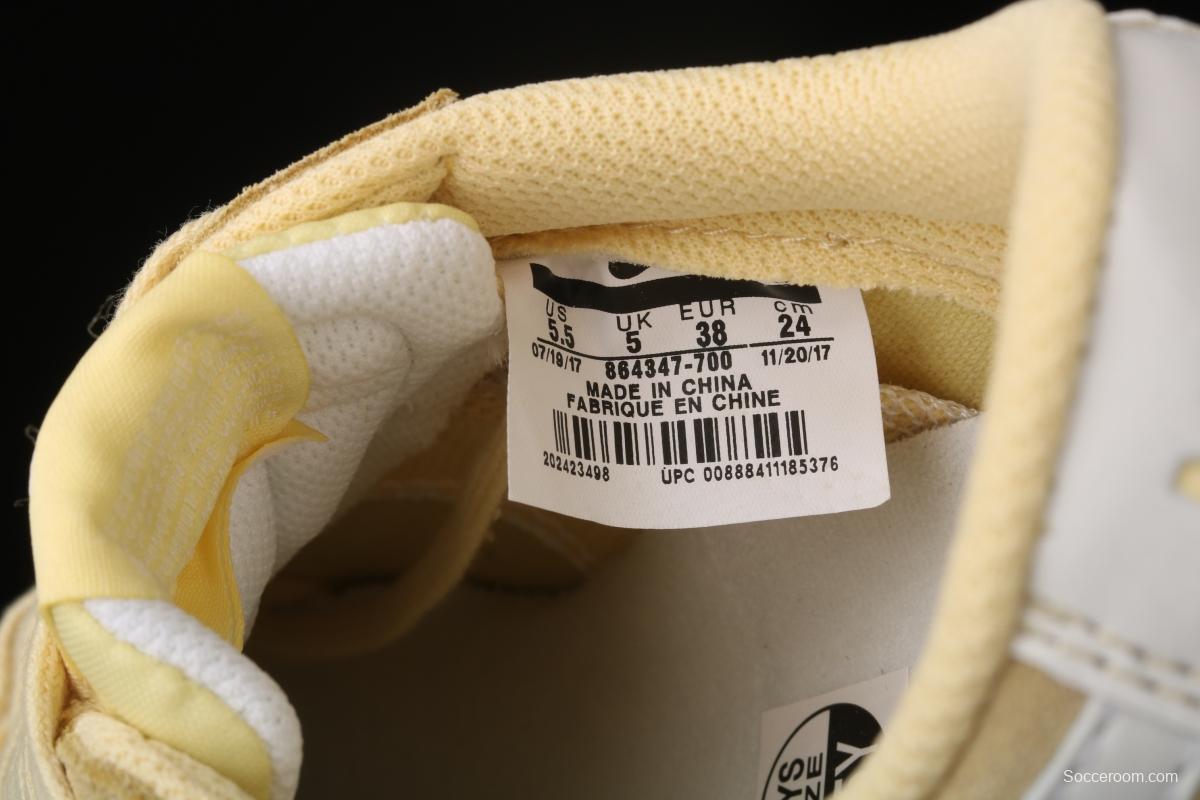 US UK EUR cm
5.5 5 38 24
07/19/17 864347-700 11/20/17
MADE IN CHINA
FABRIQUE EN CHINE
202423498 UPC 00888411185376
Socceroom.com